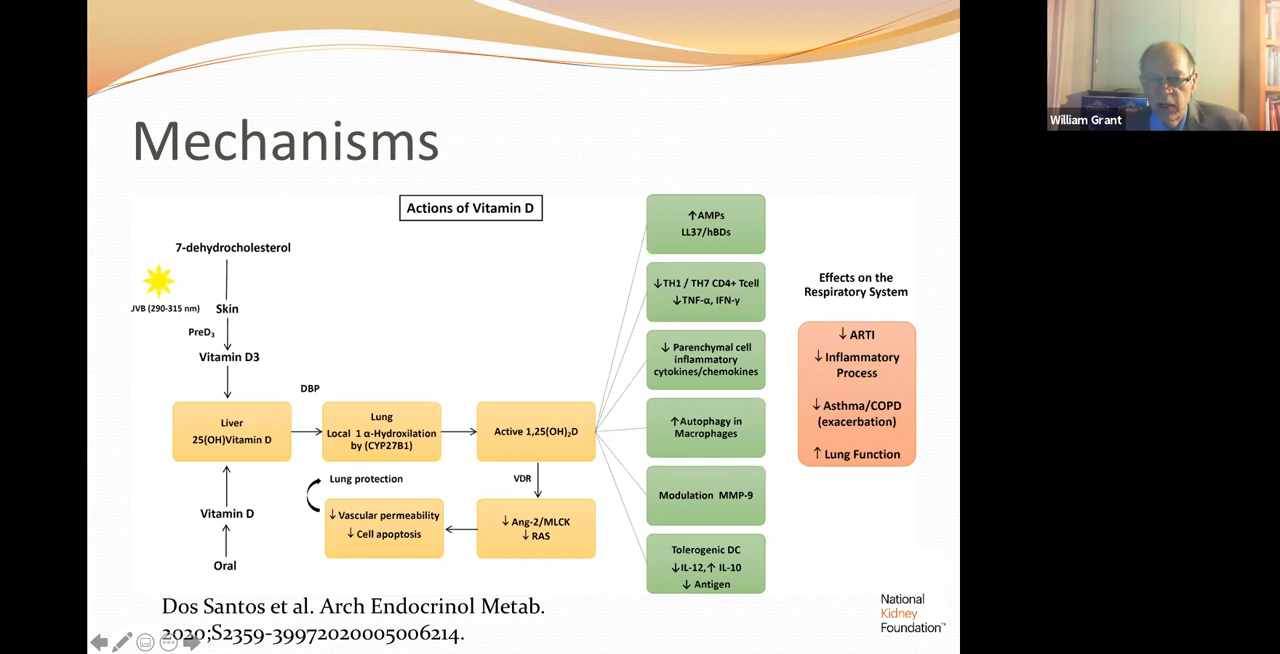 William Grant
Mechanisms
Actions of Vitamin D
7-dehydrocholesterol
JVB (290-315 nm)
Skin
PreD₃
Vitamin D3
DBP
Liver
25(OH)Vitamin D
Lung
Local 1 α-Hydroxilation
by (CYP27B1)
Active 1,25(OH)₂D
VDR
Lung protection
↓ Vascular permeability
↓ Cell apoptosis
↓ Ang-2/MLCK
↓ RAS
Vitamin D
Oral
↑AMPs
LL37/hBDs
↓TH1 / TH7 CD4+ Tcell
↓TNF-α, IFN-γ
↓ Parenchymal cell
inflammatory
cytokines/chemokines
↑Autophagy in
Macrophages
Modulation MMP-9
Tolerogenic DC
↓IL-12,↑ IL-10
↓ Antigen
Effects on the
Respiratory System
↓ ARTI
↓ Inflammatory
Process
↓ Asthma/COPD
(exacerbation)
↑ Lung Function
Dos Santos et al. Arch Endocrinol Metab.
2020;S2359-39972020005006214.
National
Kidney
Foundation™